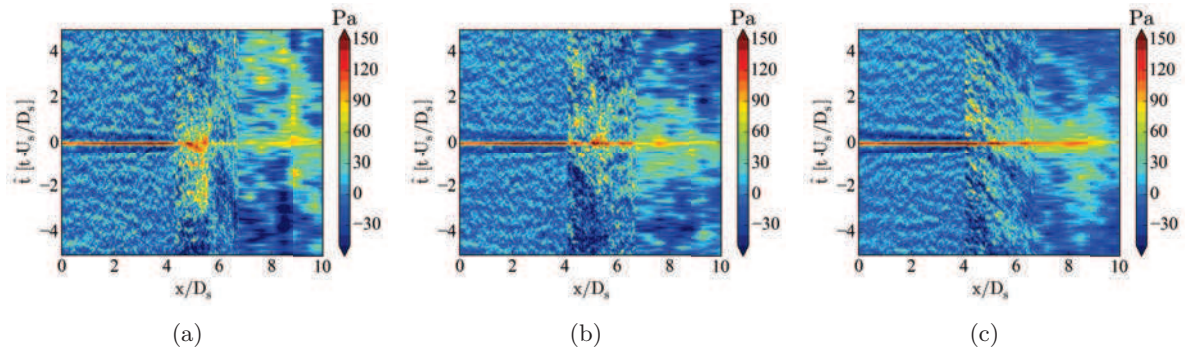 Pa Pa Pa
4 150 4 150 4 150
120 120 120
2 90 2 90 2 90
0 60 0 60 0 60
30 30 30
−2 0 −2 0 −2 0
−4 −30 −4 −30 −4 −30
t̂ [t·U_s/D_s] t̂ [t·U_s/D_s] t̂ [t·U_s/D_s]
0 2 4 6 8 10 0 2 4 6 8 10 0 2 4 6 8 10
x/D_s x/D_s x/D_s
(a) (b) (c)